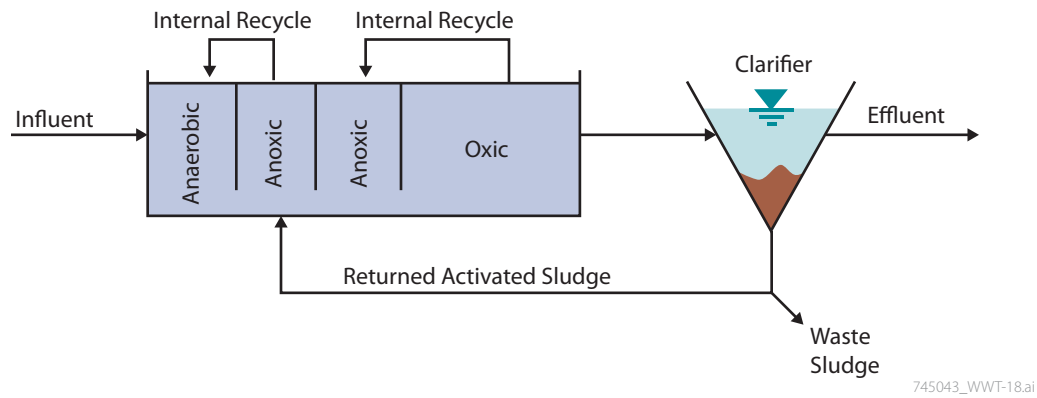 Internal Recycle
Internal Recycle
Clarifier
Influent
Effluent
Anaerobic
Anoxic
Anoxic
Oxic
Returned Activated Sludge
Waste
Sludge
745043_WWT-18.ai